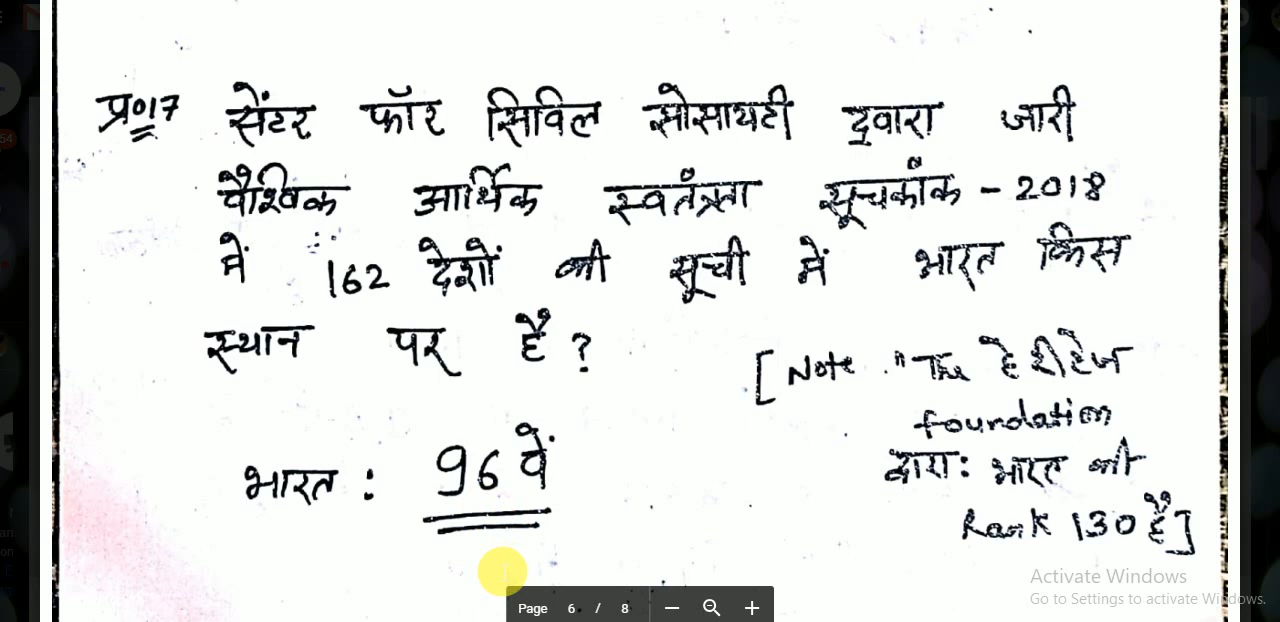 प्र०17 सेंटर फॉर सिविल सोसायटी द्वारा जारी
वैश्विक आर्थिक स्वतंत्रता सूचकांक - 2018
में 162 देशों की सूची में भारत किस
स्थान पर है ?
[ Note . " The हेरीटेज
foundation
भारत : 96 वें
द्वारा : भारत की
Rank 130 है ]
Activate Windows
Go to Settings to activate Windows.
Page 6 / 8
54